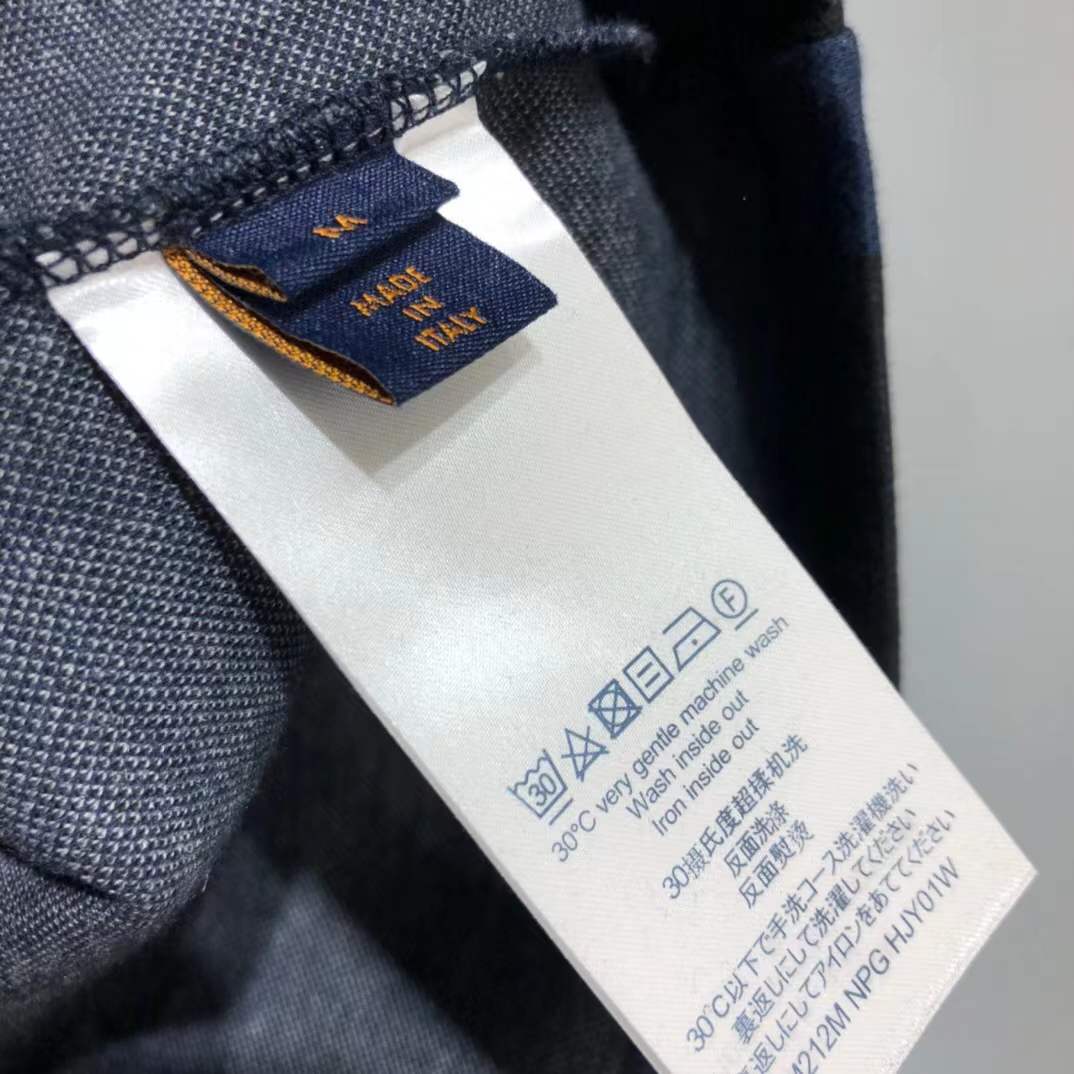 M
MADE
IN
ITALY
30 F
30°C very gentle machine wash
Wash inside out
Iron inside out
30摄氏度超揉机洗
反面洗涤
反面熨烫
30°C以下で手洗コース洗濯機洗い
裏返しにして洗濯してください
返しにしてアイロンをあててください
NPG HJY01W